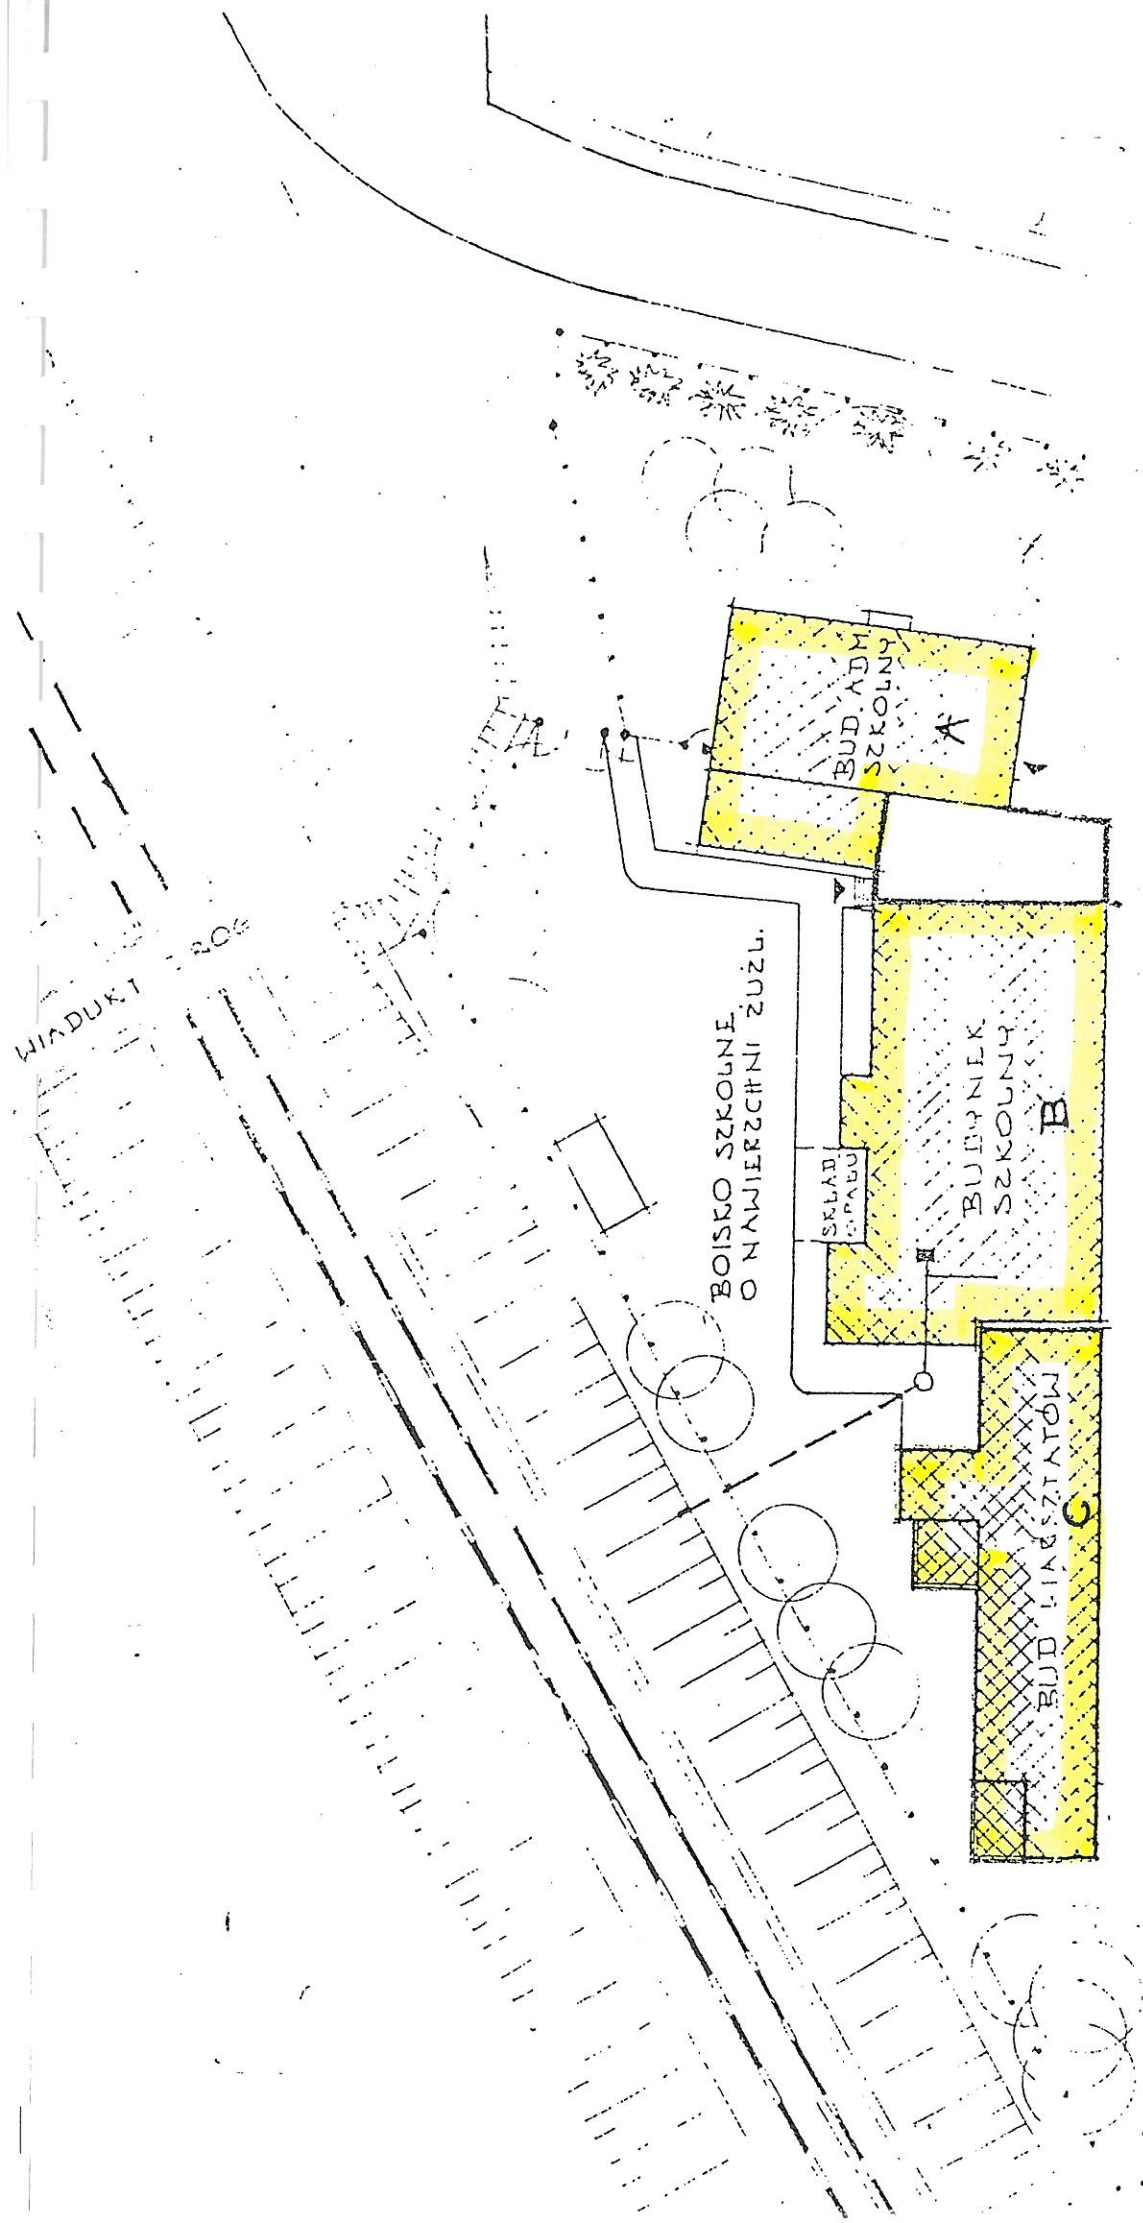 WIADUKT
BOISKO SZKOLNE
O NAWIERZCHNI ŻUŻL.
BUD. ADM
SZKOLNY
A
SKŁAD
OPAŁU
BUDYNEK
SZKOLNY
B
BUD WARSZTATÓW
C